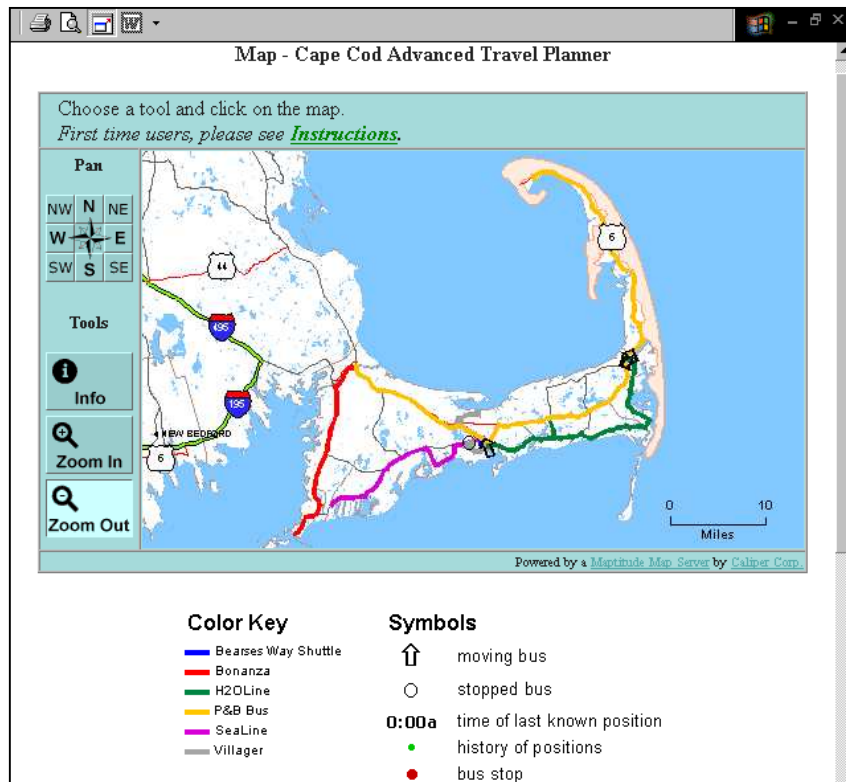 Map - Cape Cod Advanced Travel Planner
Choose a tool and click on the map.
First time users, please see Instructions.
Pan
NW N NE
W E
SW S SE
Tools
Info
Zoom In
Zoom Out
6
44
495
195
NEW BEDFORD
6
0 10
Miles
Powered by a Maptitude Map Server by Caliper Corp.
Color Key
Bearses Way Shuttle
Bonanza
H2OLine
P&B Bus
SeaLine
Villager
Symbols
moving bus
stopped bus
0:00a time of last known position
history of positions
bus stop